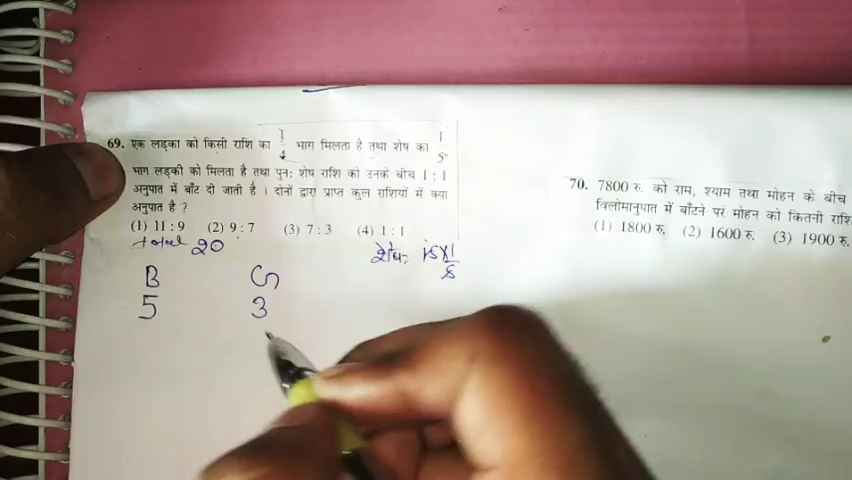 69. एक लड़का को किसी राशि का 1/4 भाग मिलता है तथा शेष का 1/5
भाग लड़की को मिलता है तथा पुन: शेष राशि को उनके बीच 1 : 1
अनुपात में बाँट दी जाती है । दोनों द्वारा प्राप्त कुल राशियों में क्या
अनुपात है ?
(1) 11 : 9 (2) 9 : 7 (3) 7 : 3 (4) 1 : 1
Total 20
शेष = 15 × 1/5
B G
5 3
70. 7800 रु. को राम, श्याम तथा मोहन के बीच
विलोमानुपात में बाँटने पर मोहन को कितनी राशि
(1) 1800 रु. (2) 1600 रु. (3) 1900 रु.